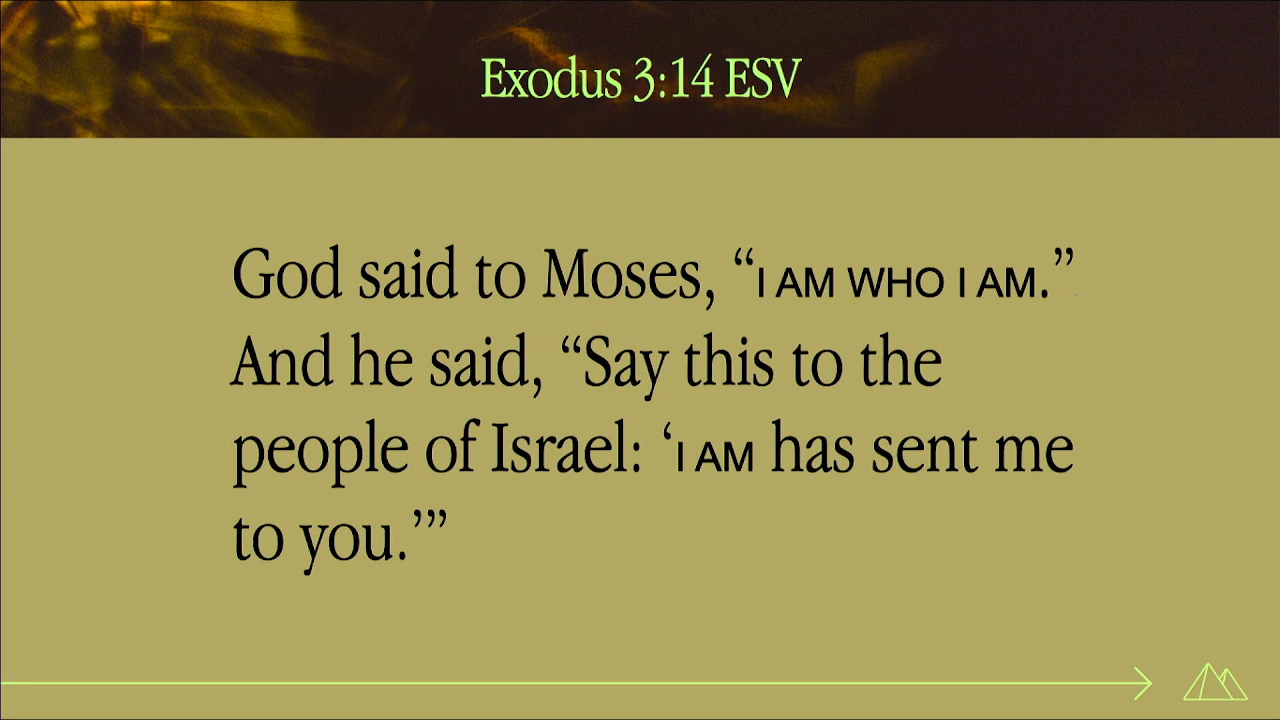 Exodus 3:14 ESV
God said to Moses, “I AM WHO I AM.”
And he said, “Say this to the
people of Israel: ‘I AM has sent me
to you.’”